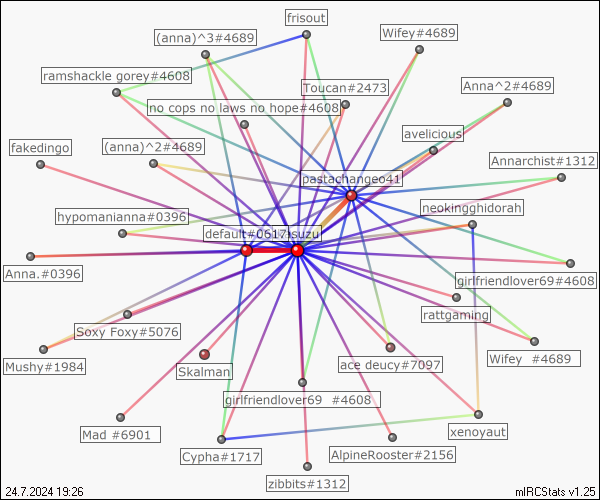 frisout
(anna)^3#4689
Wifey#4689
ramshackle gorey#4608
Toucan#2473
Anna^2#4689
no cops no laws no hope#4608
avelicious
fakedingo
(anna)^2#4689
Annarchist#1312
pastachangeo41
hypomanianna#0396
neokingghidorah
default#0617
suzu
Anna.#0396
girlfriendlover69#4608
rattgaming
Soxy Foxy#5076
Mushy#1984
Skalman
ace deucy#7097
Wifey #4689
girlfriendlover69 #4608
Mad #6901
xenoyaut
Cypha#1717
AlpineRooster#2156
zibbits#1312
24.7.2024 19:26
mIRCStats v1.25